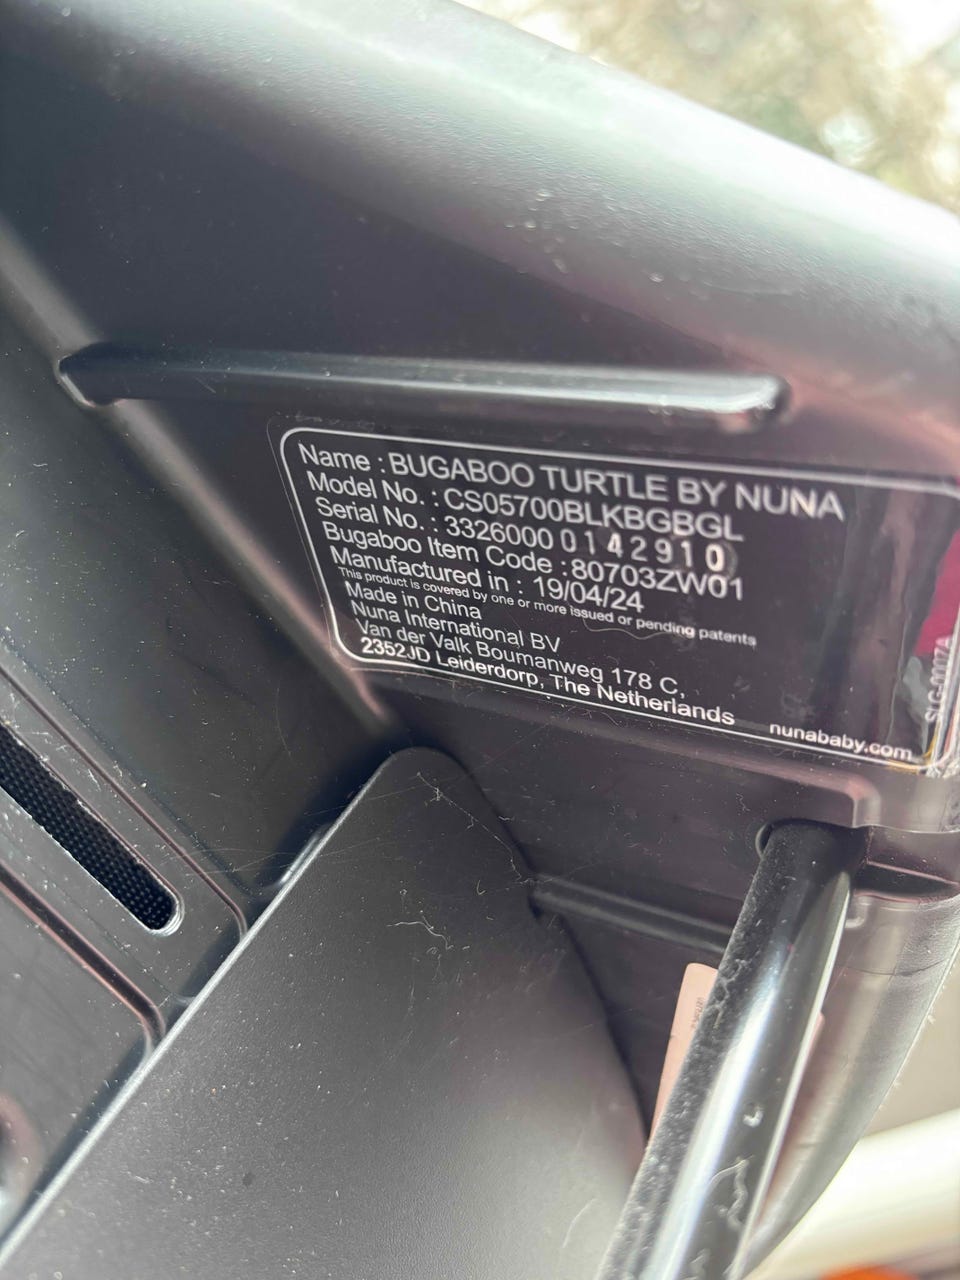 Name : BUGABOO TURTLE BY NUNA
Model No. : CS05700BLKBGBGL
Serial No. : 3326000 0142910
Bugaboo Item Code : 80703ZW01
Manufactured in : 19/04/24
This product is covered by one or more issued or pending patents
Made in China
Nuna International BV
Van der Valk Boumanweg 178 C,
2352JD Leiderdorp, The Netherlands
nunababy.com